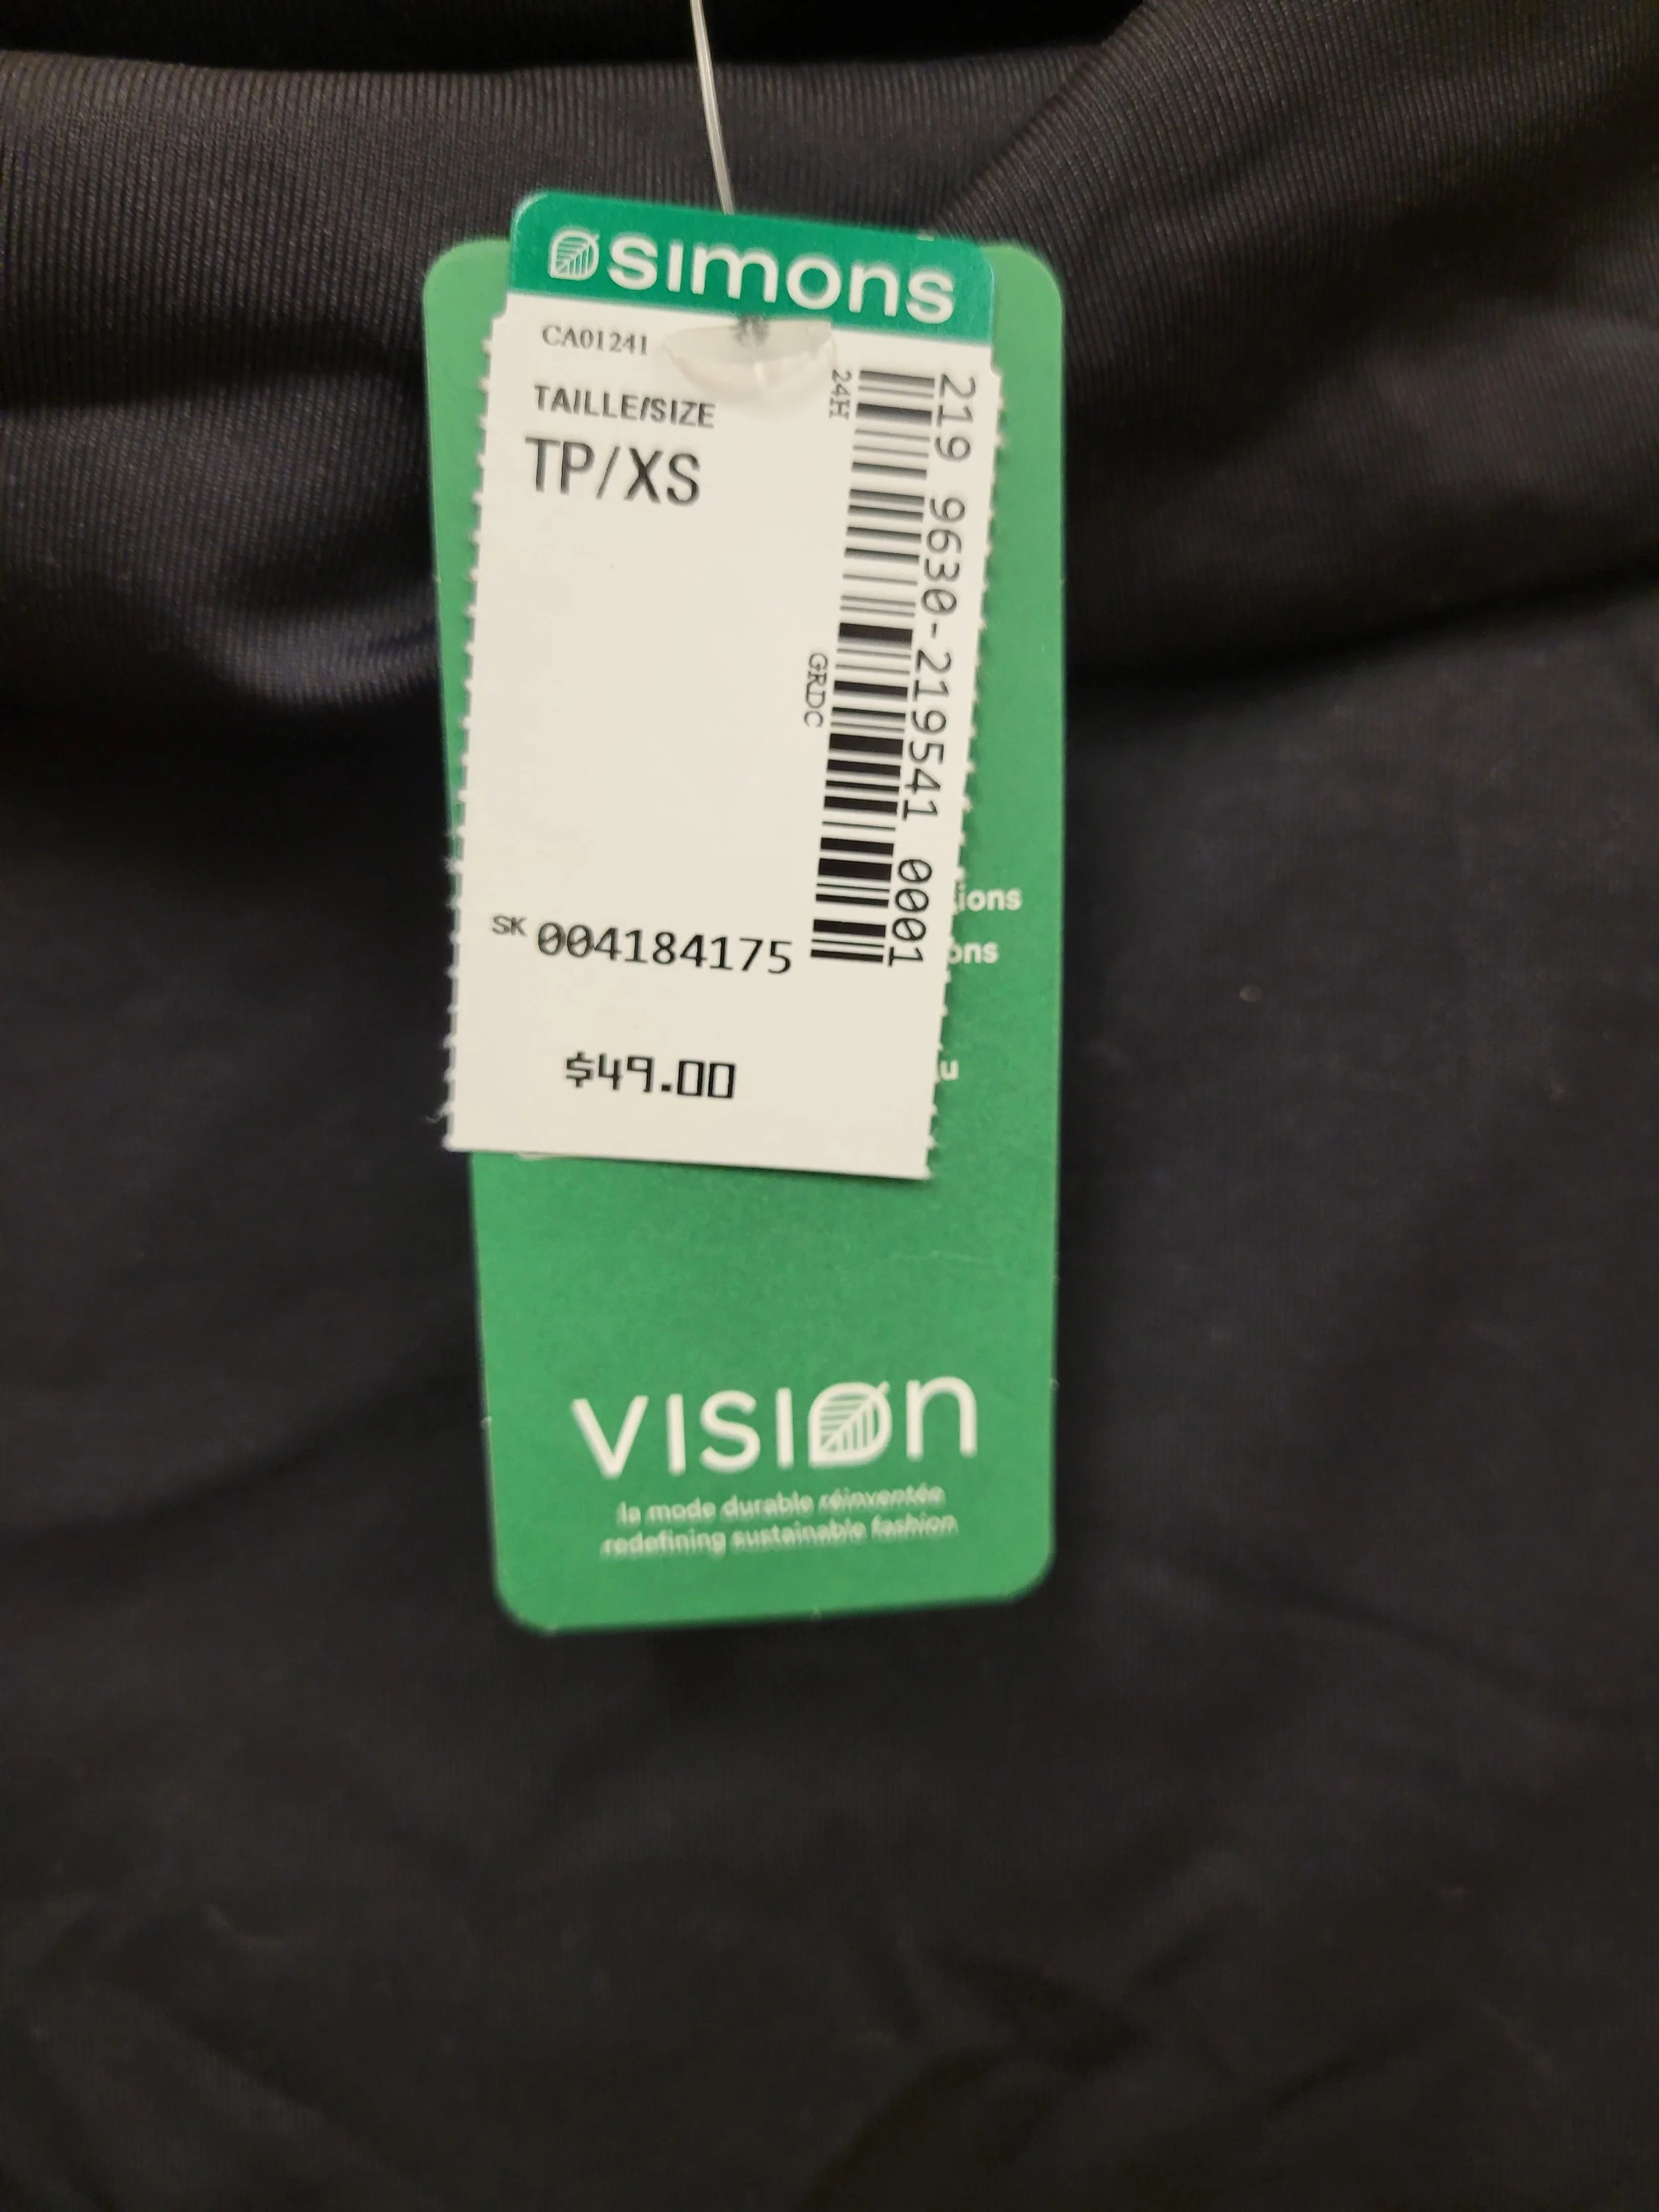 simons
CA01241
TAILLE/SIZE
TP/XS
24H
219 9630-219541 0001
GRDC
SK 004184175
$49.00
VISION
la mode durable réinventée
redefining sustainable fashion